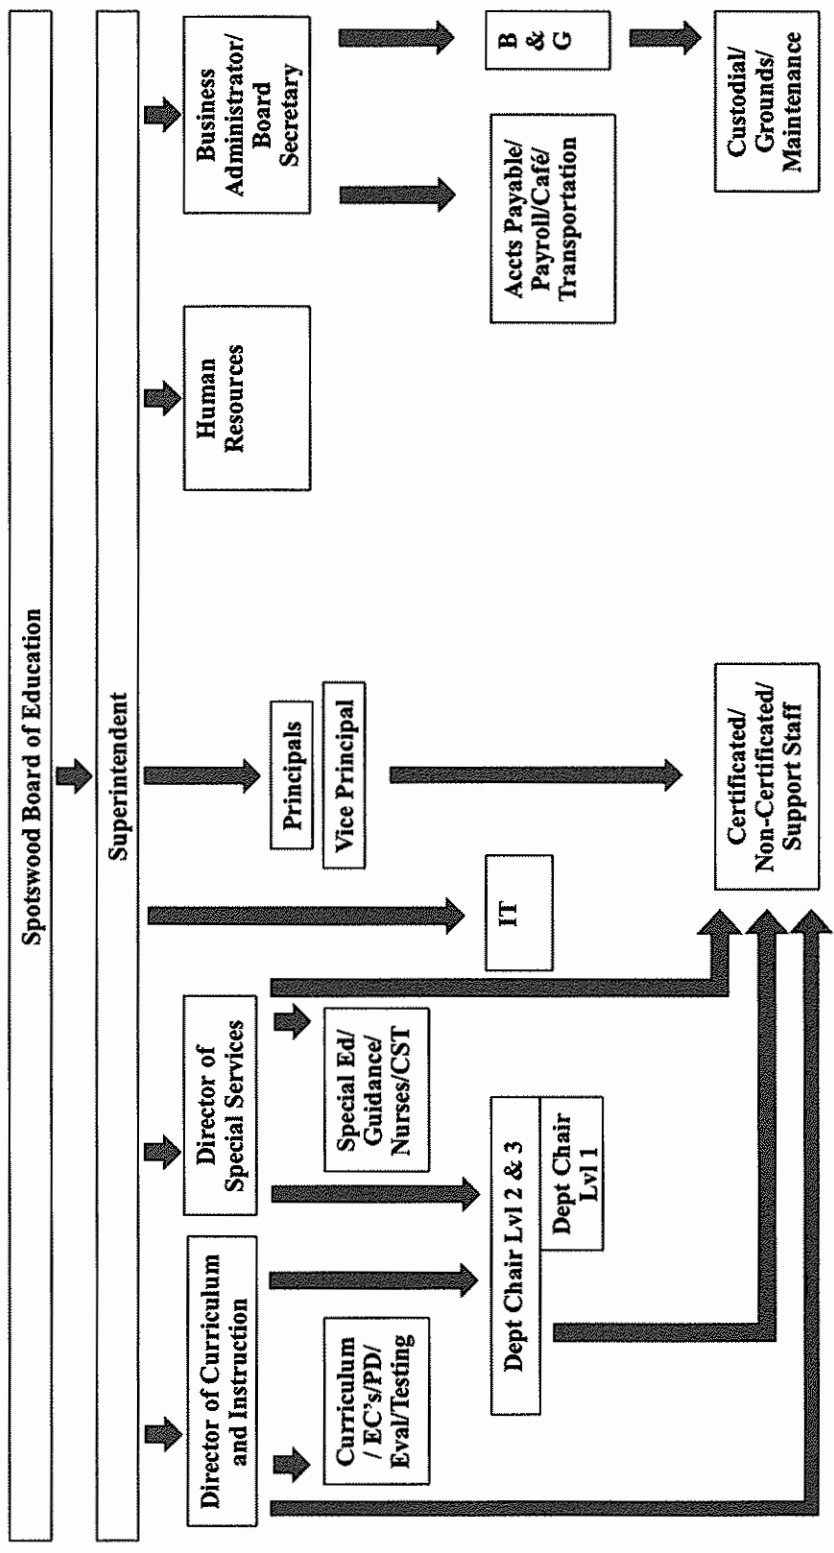 Spotswood Board of Education
Superintendent
Director of Curriculum
and Instruction
Director of
Special Services
Human
Resources
Business
Administrator/
Board
Secretary
Principals
Vice Principal
Curriculum
/ EC's/PD/
Eval/Testing
Special Ed/
Guidance/
Nurses/CST
Dept Chair Lvl 2 & 3
Dept Chair
Lvl 1
IT
Accts Payable/
Payroll/Café/
Transportation
B
&
G
Certificated/
Non-Certificated/
Support Staff
Custodial/
Grounds/
Maintenance